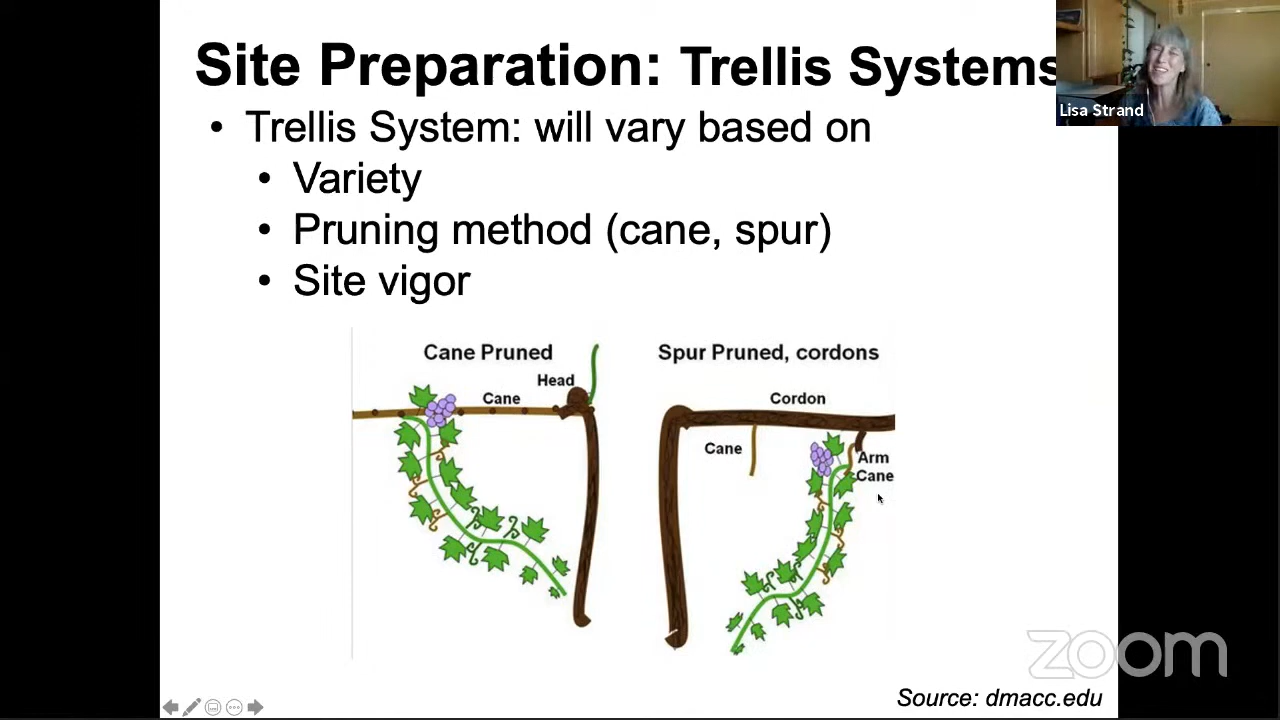 Site Preparation: Trellis Systems
Lisa Strand
• Trellis System: will vary based on
• Variety
• Pruning method (cane, spur)
• Site vigor
Cane Pruned
Head
Cane
Spur Pruned, cordons
Cordon
Cane
Arm
Cane
zoom
Source: dmacc.edu